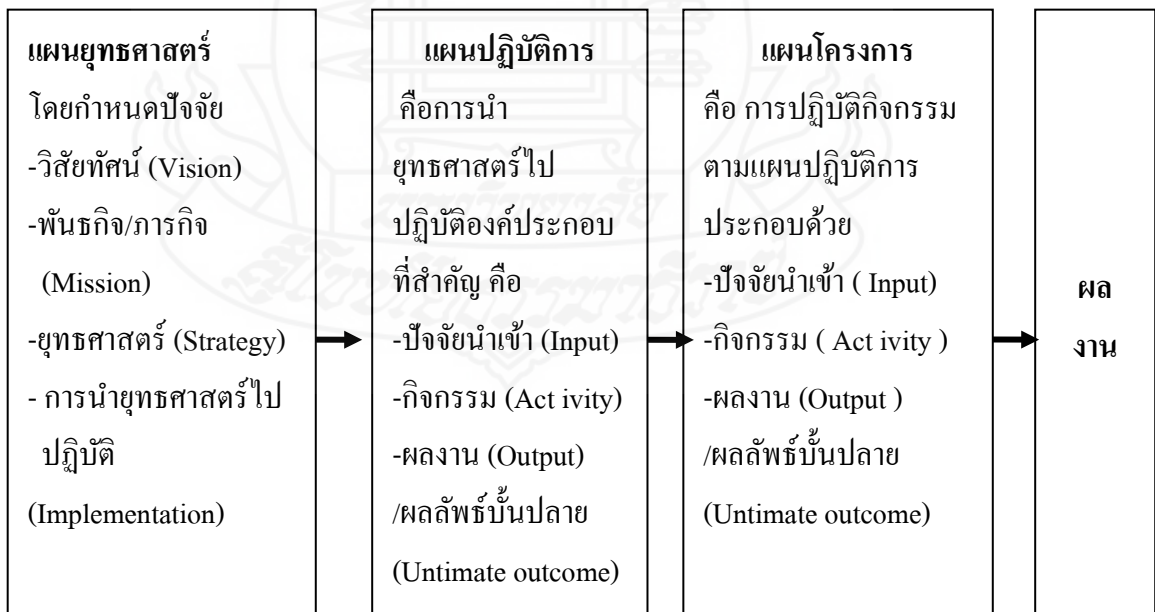 แผนยุทธศาสตร์
โดยกำหนดปัจจัย
-วิสัยทัศน์ (Vision)
-พันธกิจ/ภารกิจ
(Mission)
-ยุทธศาสตร์ (Strategy)
- การนำยุทธศาสตร์ไป
ปฏิบัติ
(Implementation)
แผนปฏิบัติการ
คือการนำ
ยุทธศาสตร์ไป
ปฏิบัติองค์ประกอบ
ที่สำคัญ คือ
-ปัจจัยนำเข้า (Input)
-กิจกรรม (Act ivity)
-ผลงาน (Output)
/ผลลัพธ์บั้นปลาย
(Untimate outcome)
แผนโครงการ
คือ การปฏิบัติกิจกรรม
ตามแผนปฏิบัติการ
ประกอบด้วย
-ปัจจัยนำเข้า ( Input)
-กิจกรรม ( Act ivity )
-ผลงาน (Output )
/ผลลัพธ์บั้นปลาย
(Untimate outcome)
ผล
งาน